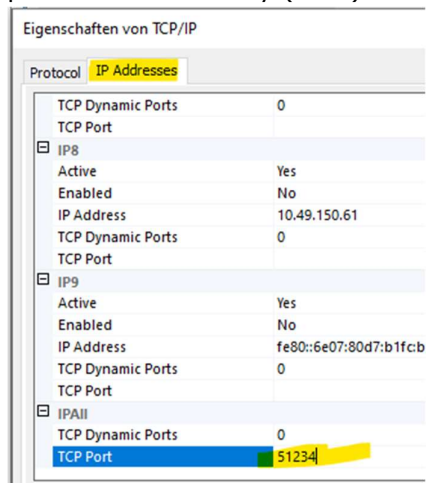 Eigenschaften von TCP/IP
Protocol IP Addresses
TCP Dynamic Ports 0
TCP Port
IP8
Active Yes
Enabled No
IP Address 10.49.150.61
TCP Dynamic Ports 0
TCP Port
IP9
Active Yes
Enabled No
IP Address fe80::6e07:80d7:b1fc:b
TCP Dynamic Ports 0
TCP Port
IPAll
TCP Dynamic Ports 0
TCP Port 51234